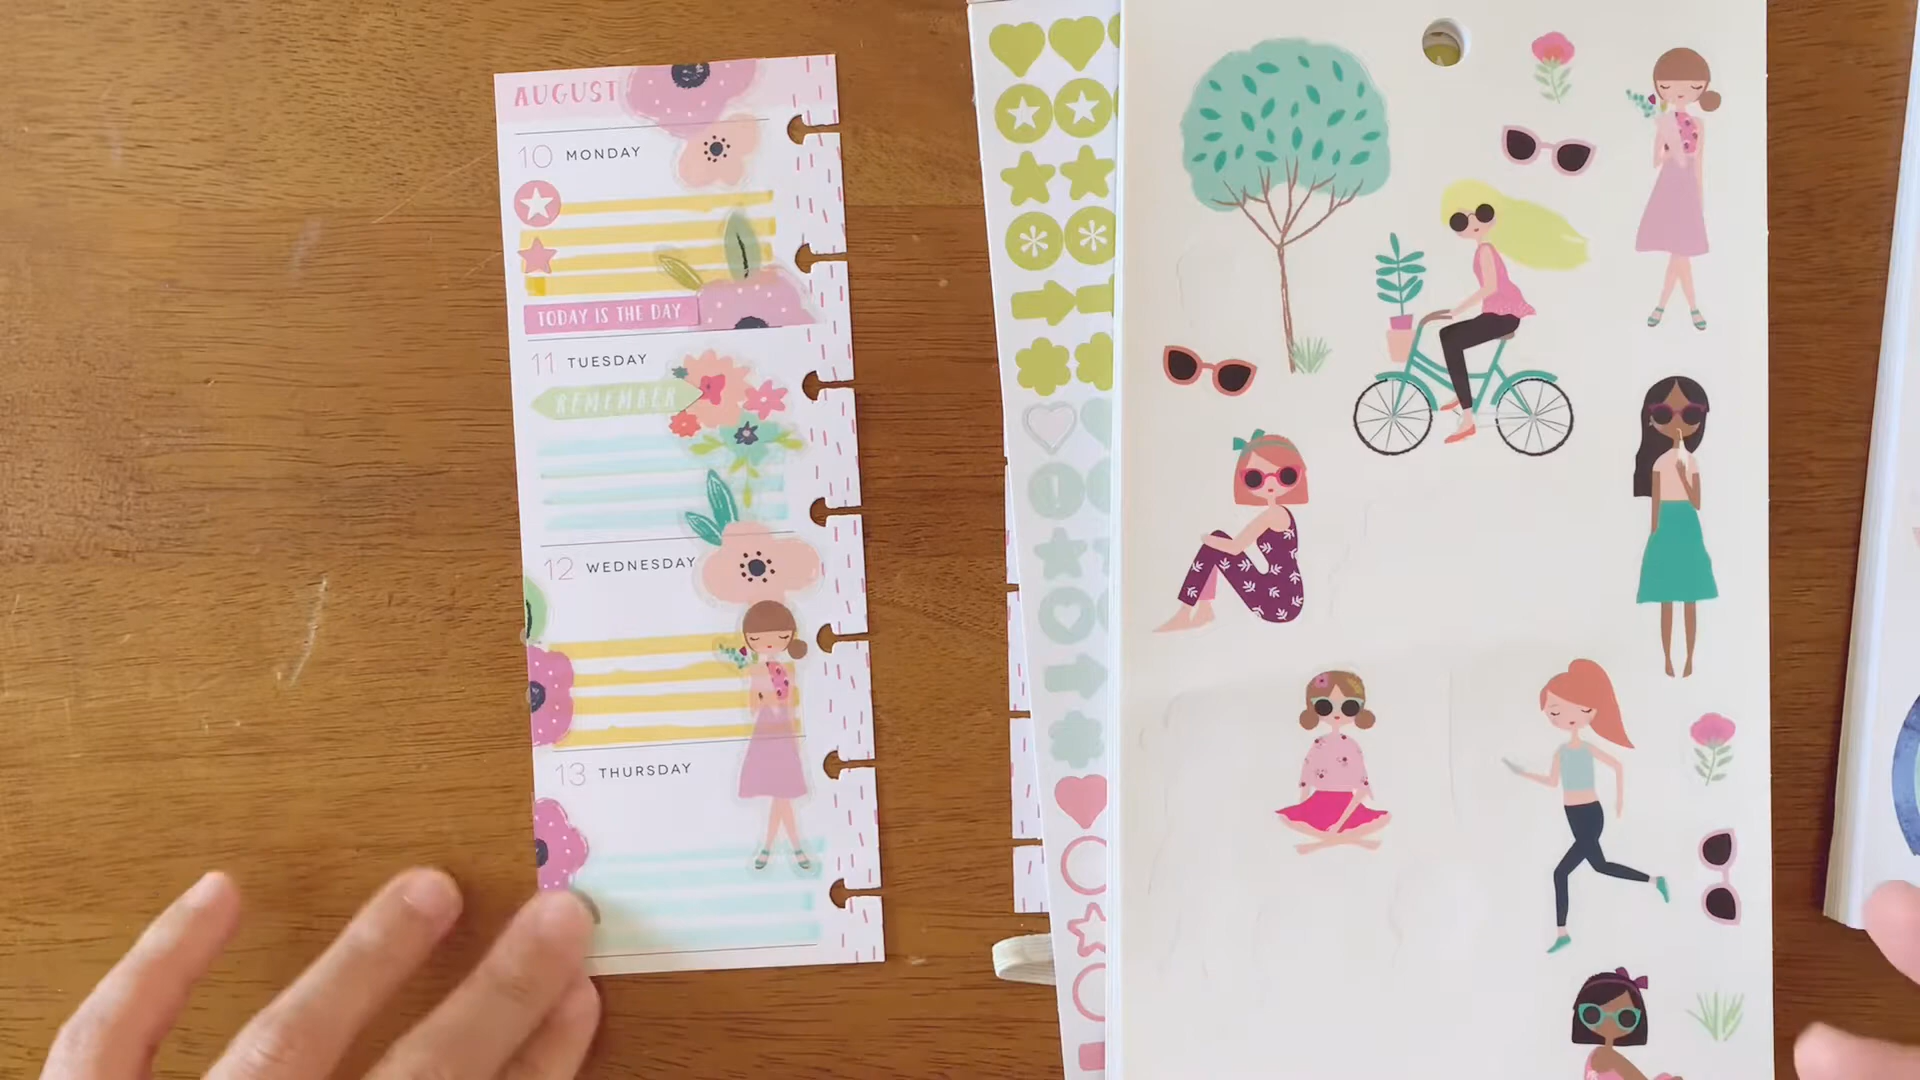 AUGUST
10 MONDAY
TODAY IS THE DAY
11 TUESDAY
REMEMBER
12 WEDNESDAY
13 THURSDAY